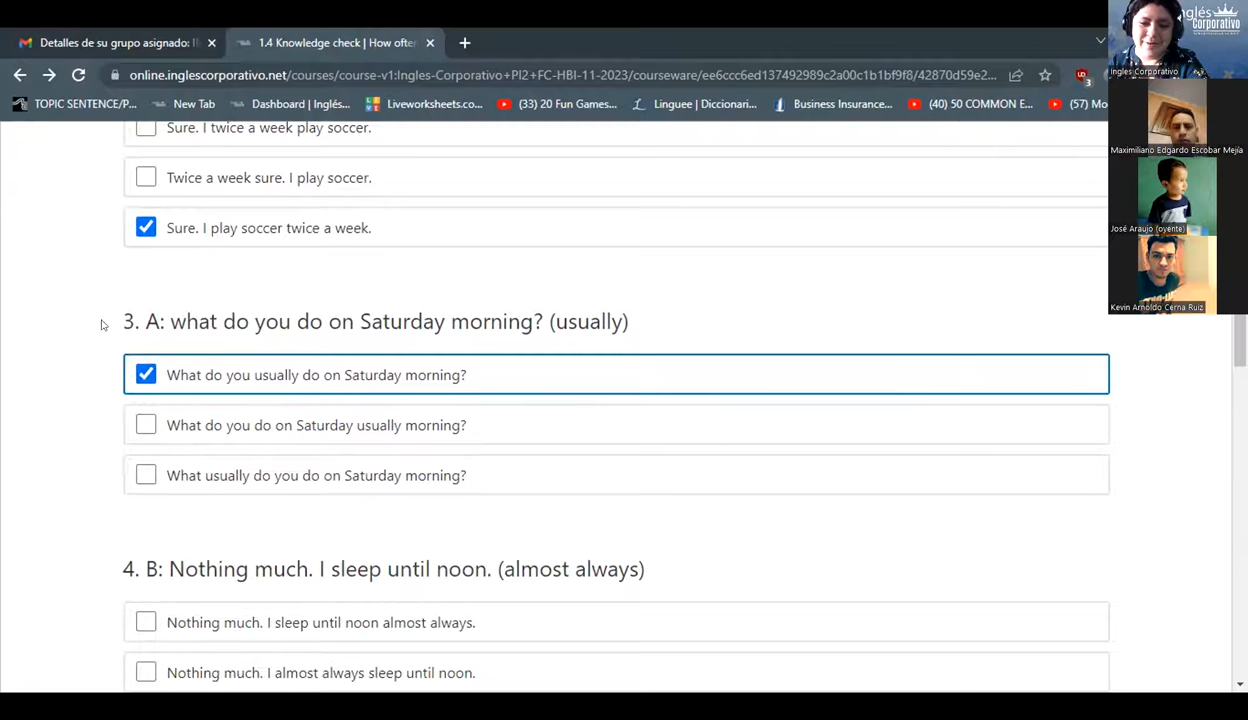 Detalles de su grupo asignado: I
1.4 Knowledge check | How ofte
online.inglescorporativo.net/courses/course-v1:Ingles-Corporativo+PI2+FC-HBI-11-2023/courseware/ee6ccc6ed137492989c2a00c1b1bf9f8/42870d59e2...
3
TOPIC SENTENCE/P...
New Tab
Dashboard | Inglés...
Liveworksheets.co...
(33) 20 Fun Games...
Linguee | Diccionari...
Business Insurance...
(40) 50 COMMON E...
(57) Mo
Inglés
Corporativo
Ingles Corporativo
Maximiliano Edgardo Escobar Mejía
José Araujo (oyente)
Kevin Arnoldo Cerna Ruiz
Sure. I twice a week play soccer.
Twice a week sure. I play soccer.
Sure. I play soccer twice a week.
3. A: what do you do on Saturday morning? (usually)
What do you usually do on Saturday morning?
What do you do on Saturday usually morning?
What usually do you do on Saturday morning?
4. B: Nothing much. I sleep until noon. (almost always)
Nothing much. I sleep until noon almost always.
Nothing much. I almost always sleep until noon.